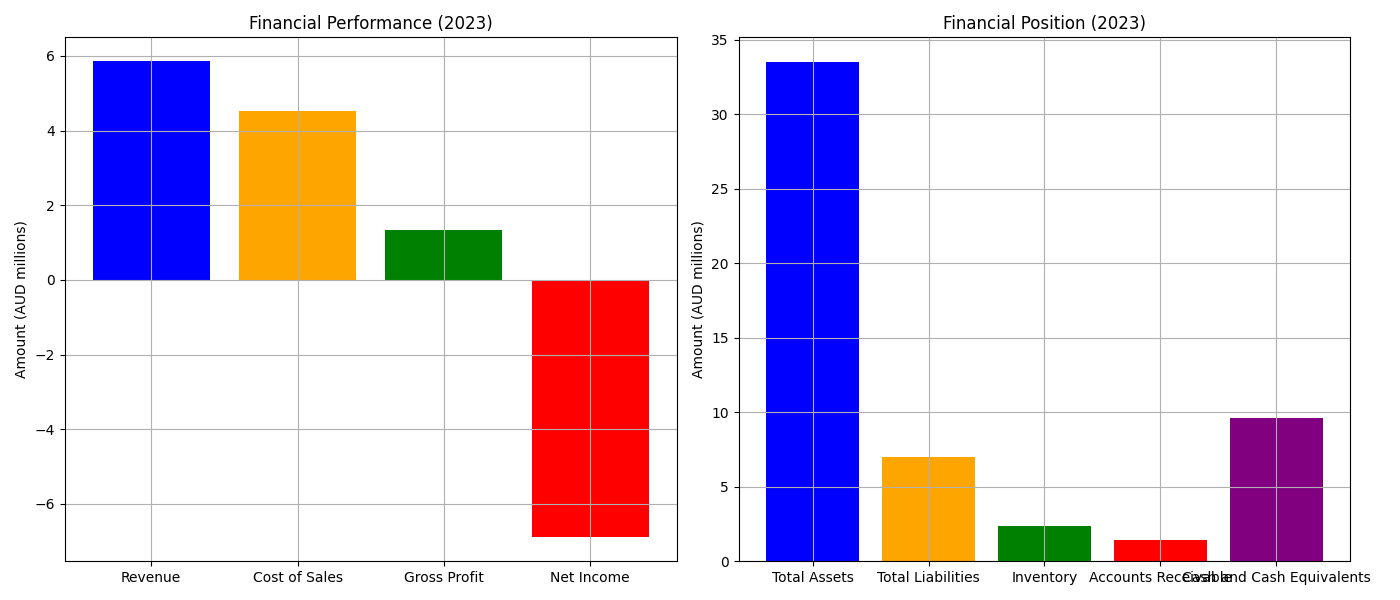 Financial Performance (2023)
Amount (AUD millions)
6
4
2
0
−2
−4
−6
Revenue
Cost of Sales
Gross Profit
Net Income
Financial Position (2023)
Amount (AUD millions)
35
30
25
20
15
10
5
0
Total Assets
Total Liabilities
Inventory
Accounts Receivable
Cash and Cash Equivalents